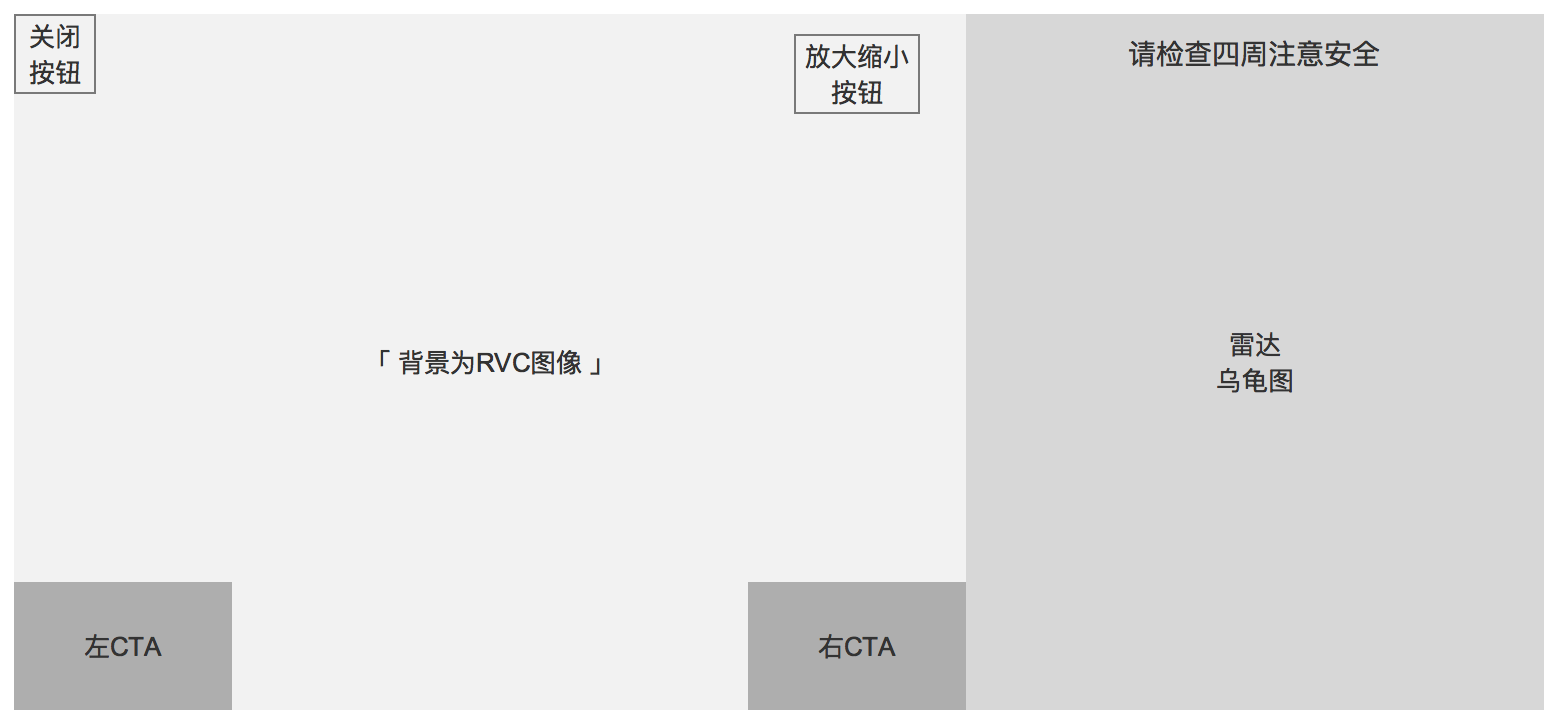 关闭
按钮
放大缩小
按钮
请检查四周注意安全
「 背景为RVC图像 」
雷达
乌龟图
左CTA
右CTA